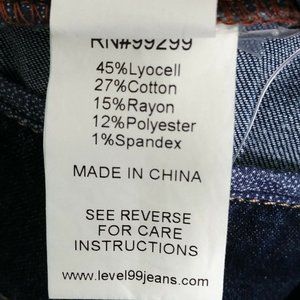 RN#99299
45%Lyocell
27%Cotton
15%Rayon
12%Polyester
1%Spandex
MADE IN CHINA
SEE REVERSE
FOR CARE
INSTRUCTIONS
www.level99jeans.com